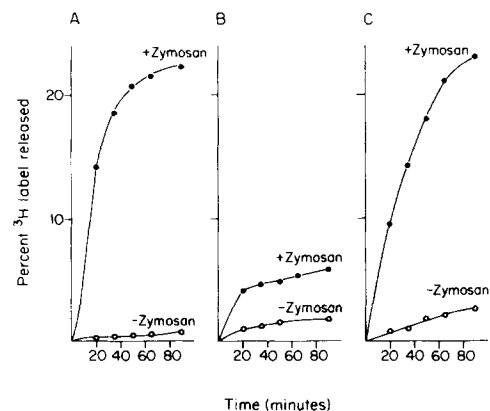 A
B
C
+Zymosan
+Zymosan
20
10
Percent ³H label released
+Zymosan
-Zymosan
-Zymosan
-Zymosan
20 40 60 80
20 40 60 80
20 40 60 80
Time (minutes)